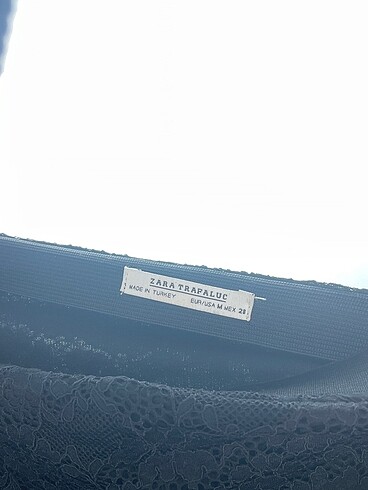 ZARA TRAFALUC
MADE IN TURKEY EUR/USA M MEX 28